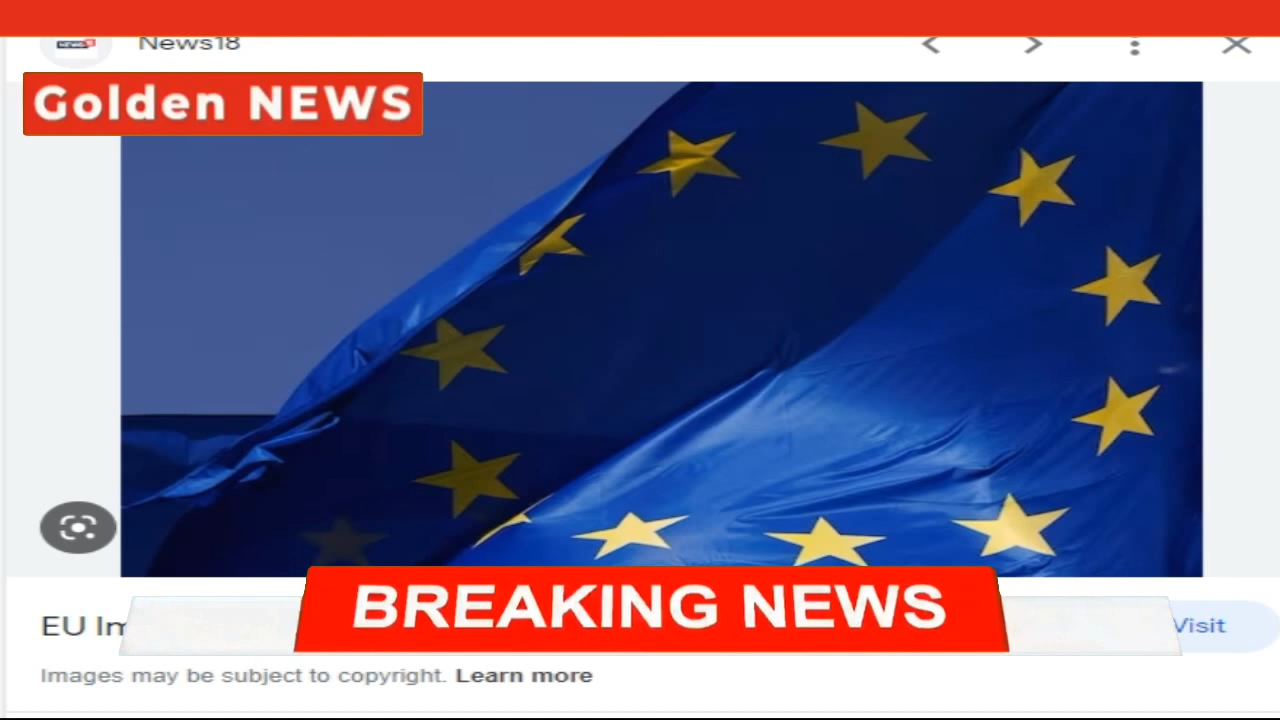 News18
Golden NEWS
BREAKING NEWS
EU Im
Visit
Images may be subject to copyright. Learn more